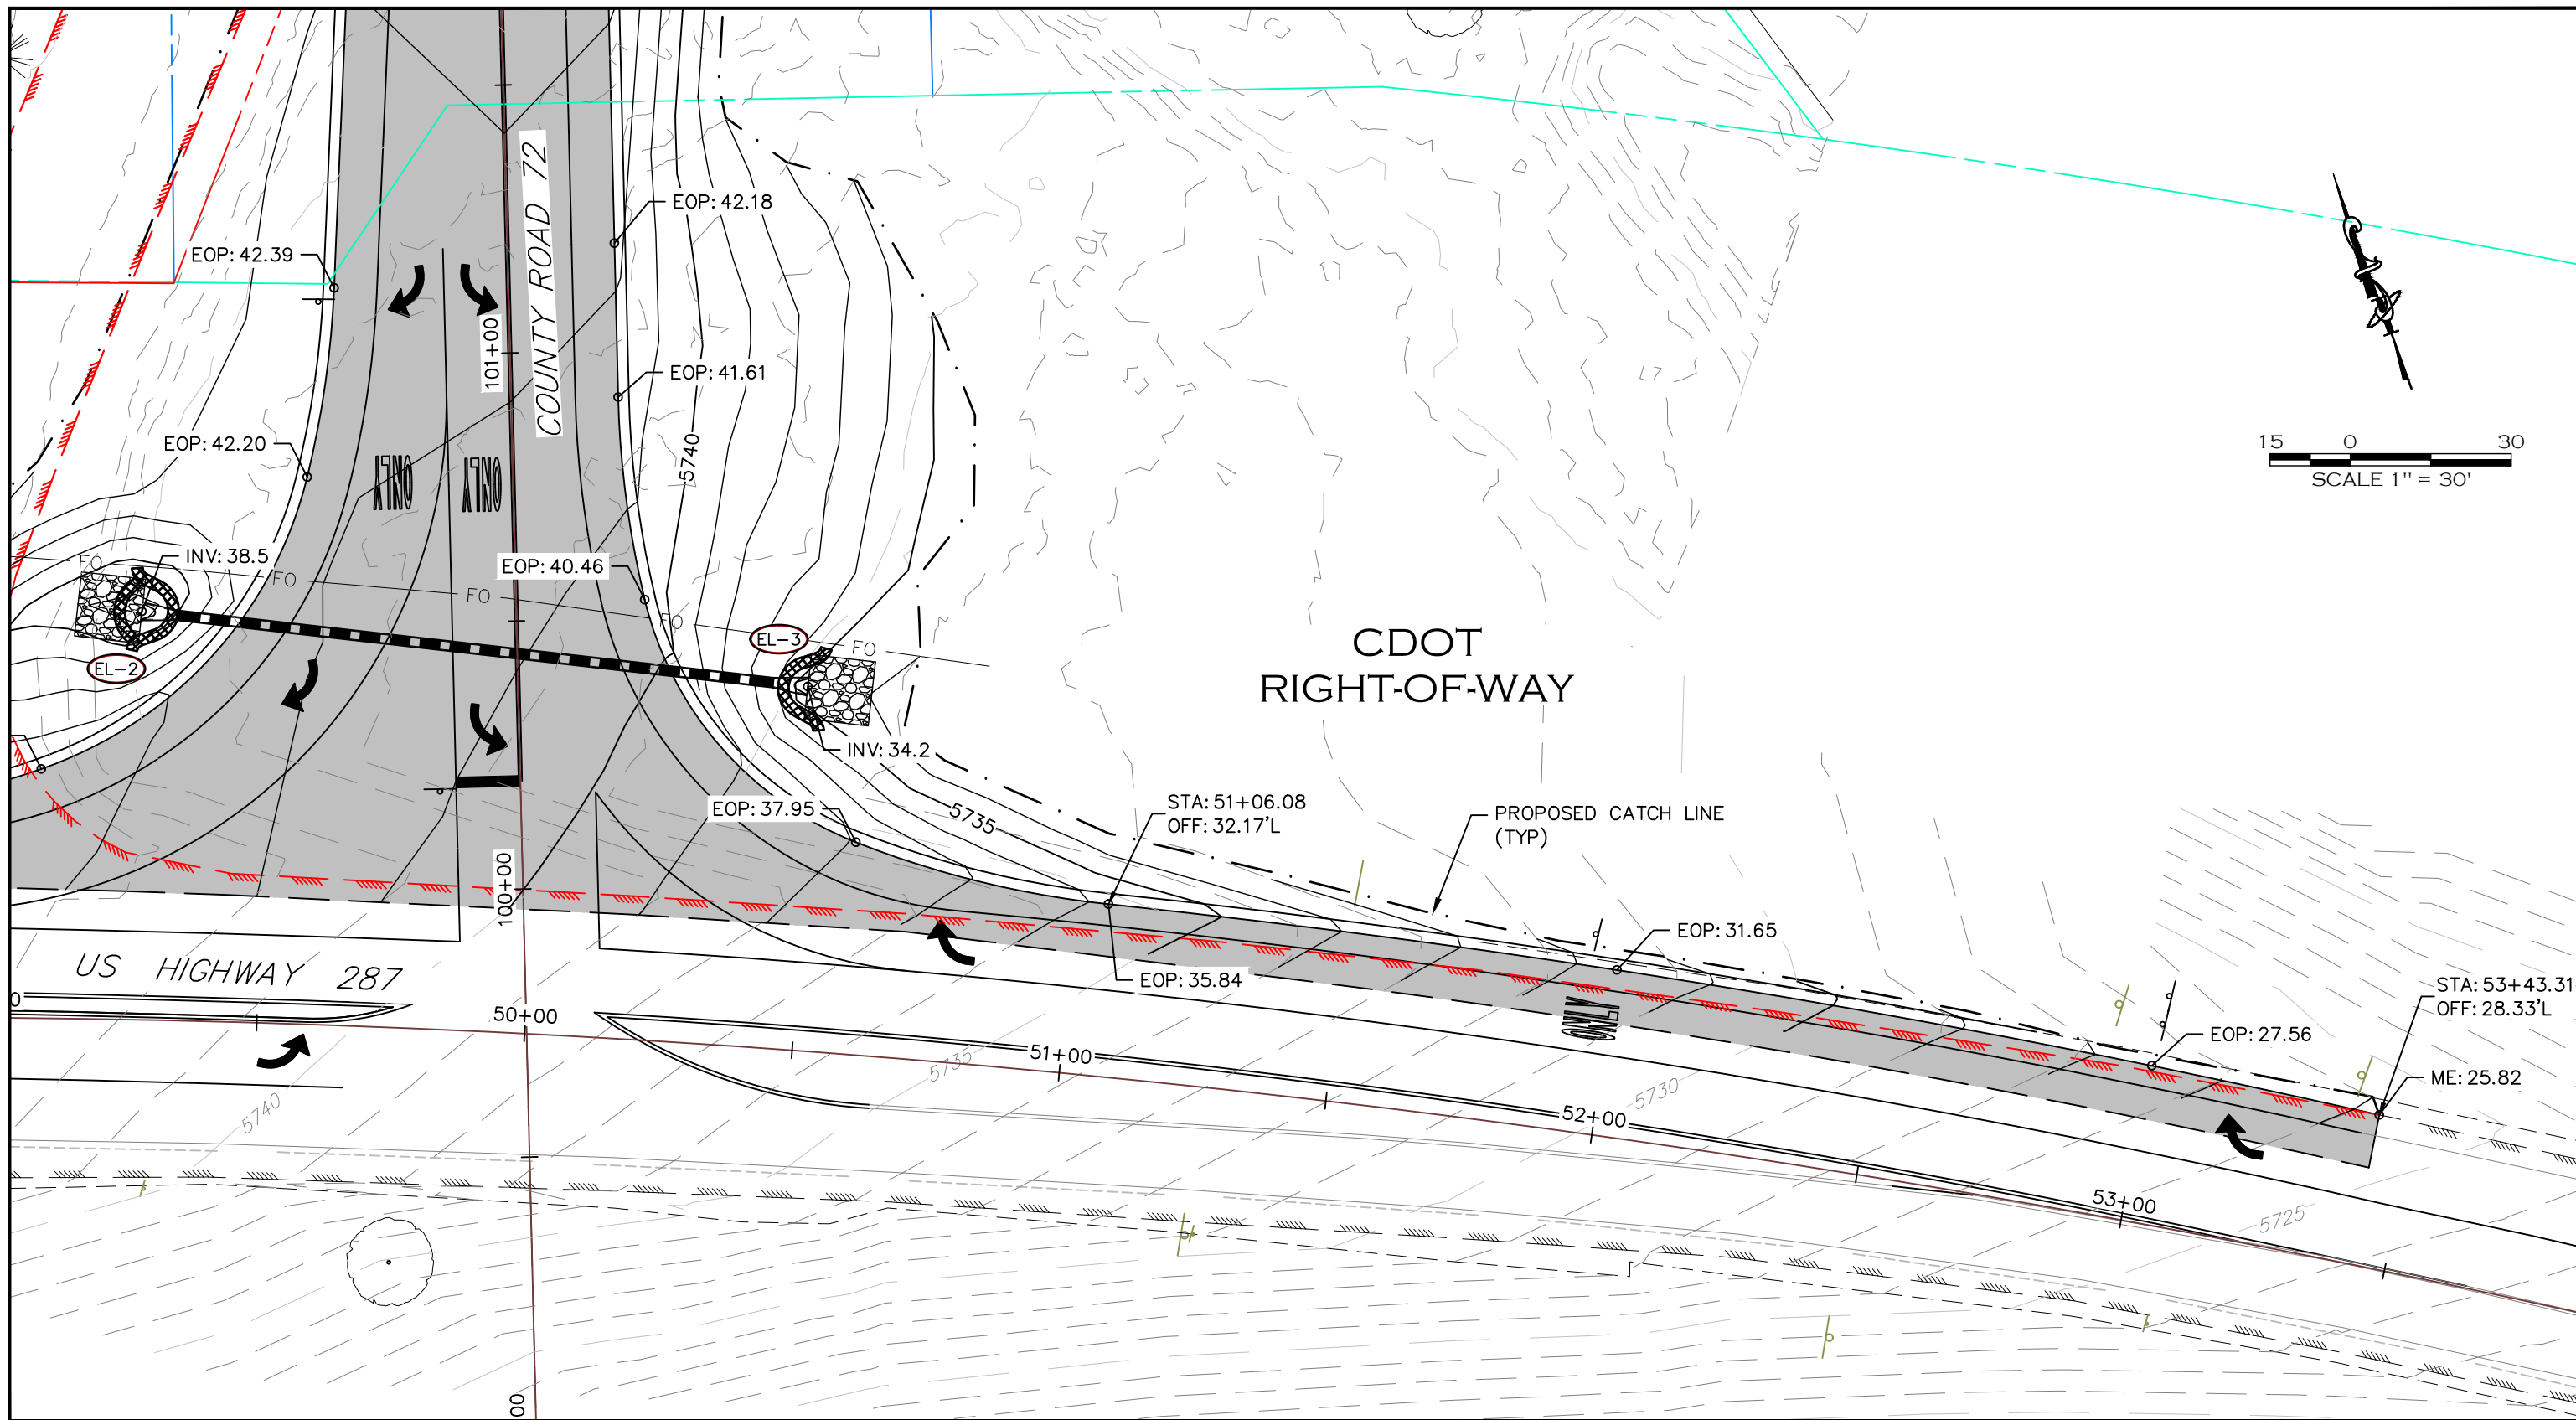 COUNTY ROAD 72
EOP: 42.18
EOP: 42.39
101+00
EOP: 41.61
EOP: 42.20
5740
ONLY
ONLY
15 0 30
SCALE 1" = 30'
INV: 38.5
EOP: 40.46
FO
FO
FO
FO
FO
EL-2
EL-3
CDOT
RIGHT-OF-WAY
INV: 34.2
EOP: 37.95
5735
STA: 51+06.08
OFF: 32.17'L
PROPOSED CATCH LINE
(TYP)
100+00
EOP: 31.65
US HIGHWAY 287
EOP: 35.84
STA: 53+43.31
OFF: 28.33'L
ONLY
0
50+00
EOP: 27.56
51+00
5735
ME: 25.82
5740
5730
52+00
53+00
5725
00